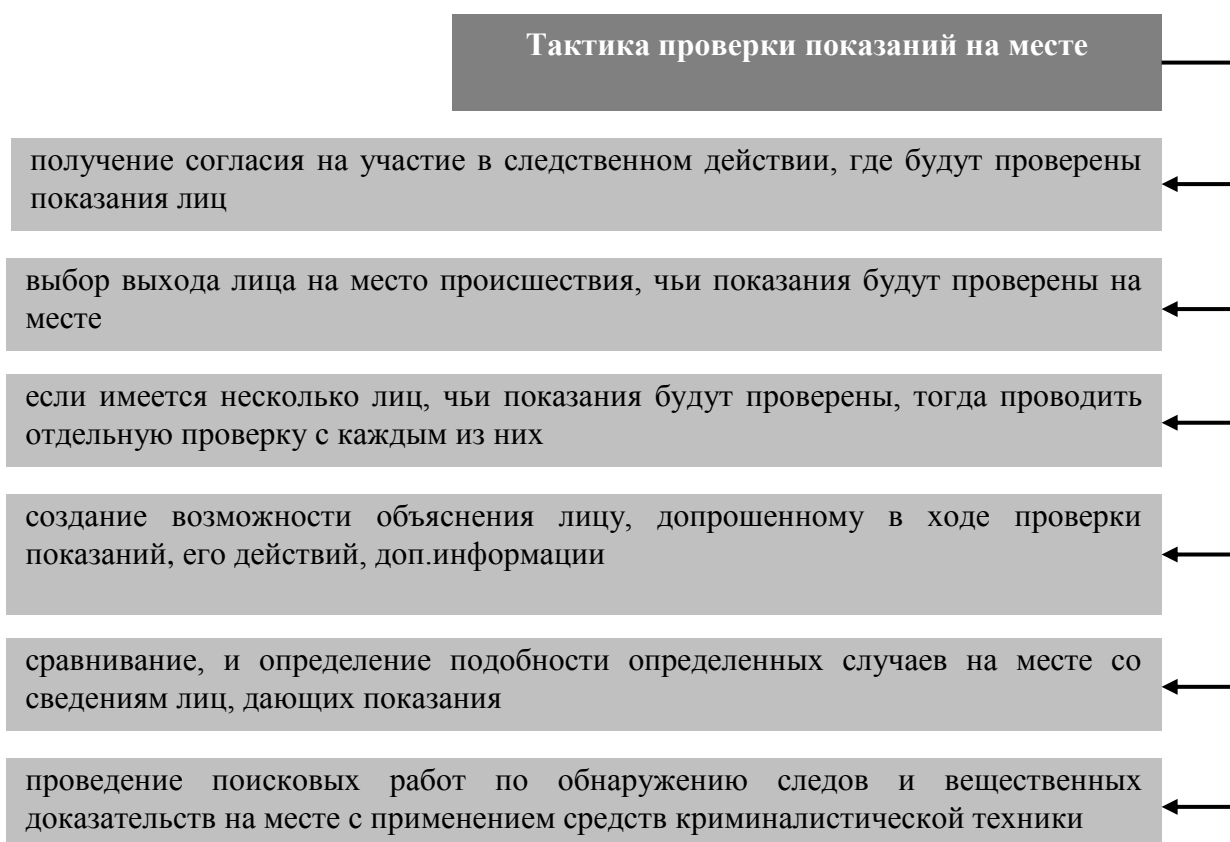 Тактика проверки показаний на месте
получение согласия на участие в следственном действии, где будут проверены
показания лиц
выбор выхода лица на место происшествия, чьи показания будут проверены на
месте
если имеется несколько лиц, чьи показания будут проверены, тогда проводить
отдельную проверку с каждым из них
создание возможности объяснения лицу, допрошенному в ходе проверки
показаний, его действий, доп.информации
сравнивание, и определение подобности определенных случаев на месте со
сведениям лиц, дающих показания
проведение поисковых работ по обнаружению следов и вещественных
доказательств на месте с применением средств криминалистической техники